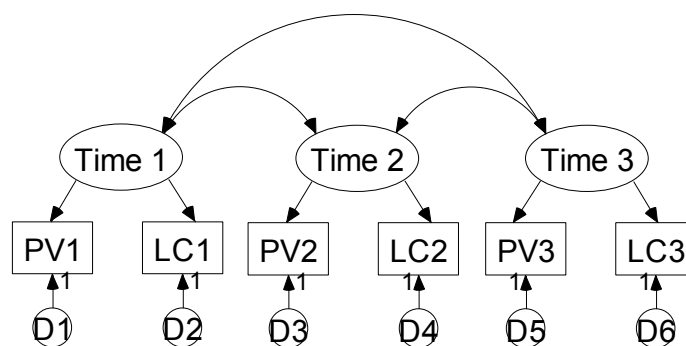 Time 1 Time 2 Time 3
PV1 LC1 PV2 LC2 PV3 LC3
1 1 1 1 1 1
D1 D2 D3 D4 D5 D6